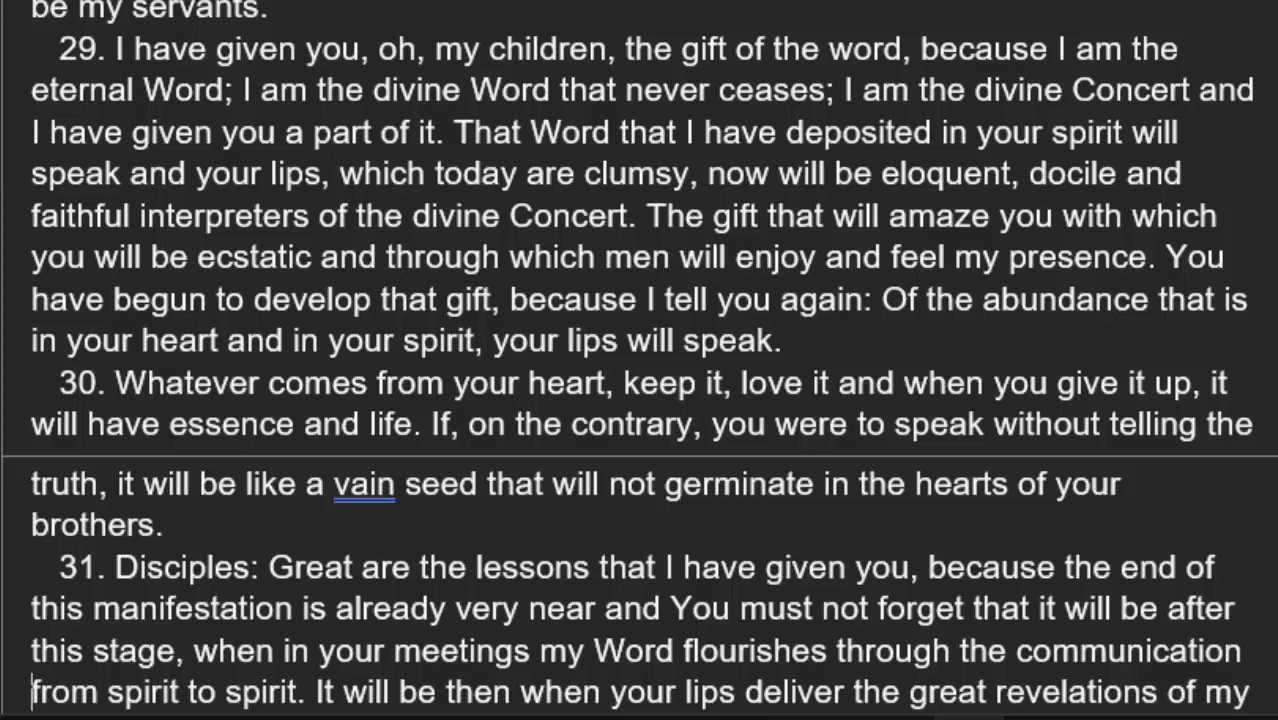 be my servants.
29. I have given you, oh, my children, the gift of the word, because I am the
eternal Word; I am the divine Word that never ceases; I am the divine Concert and
I have given you a part of it. That Word that I have deposited in your spirit will
speak and your lips, which today are clumsy, now will be eloquent, docile and
faithful interpreters of the divine Concert. The gift that will amaze you with which
you will be ecstatic and through which men will enjoy and feel my presence. You
have begun to develop that gift, because I tell you again: Of the abundance that is
in your heart and in your spirit, your lips will speak.
30. Whatever comes from your heart, keep it, love it and when you give it up, it
will have essence and life. If, on the contrary, you were to speak without telling the
truth, it will be like a vain seed that will not germinate in the hearts of your
brothers.
31. Disciples: Great are the lessons that I have given you, because the end of
this manifestation is already very near and You must not forget that it will be after
this stage, when in your meetings my Word flourishes through the communication
from spirit to spirit. It will be then when your lips deliver the great revelations of my